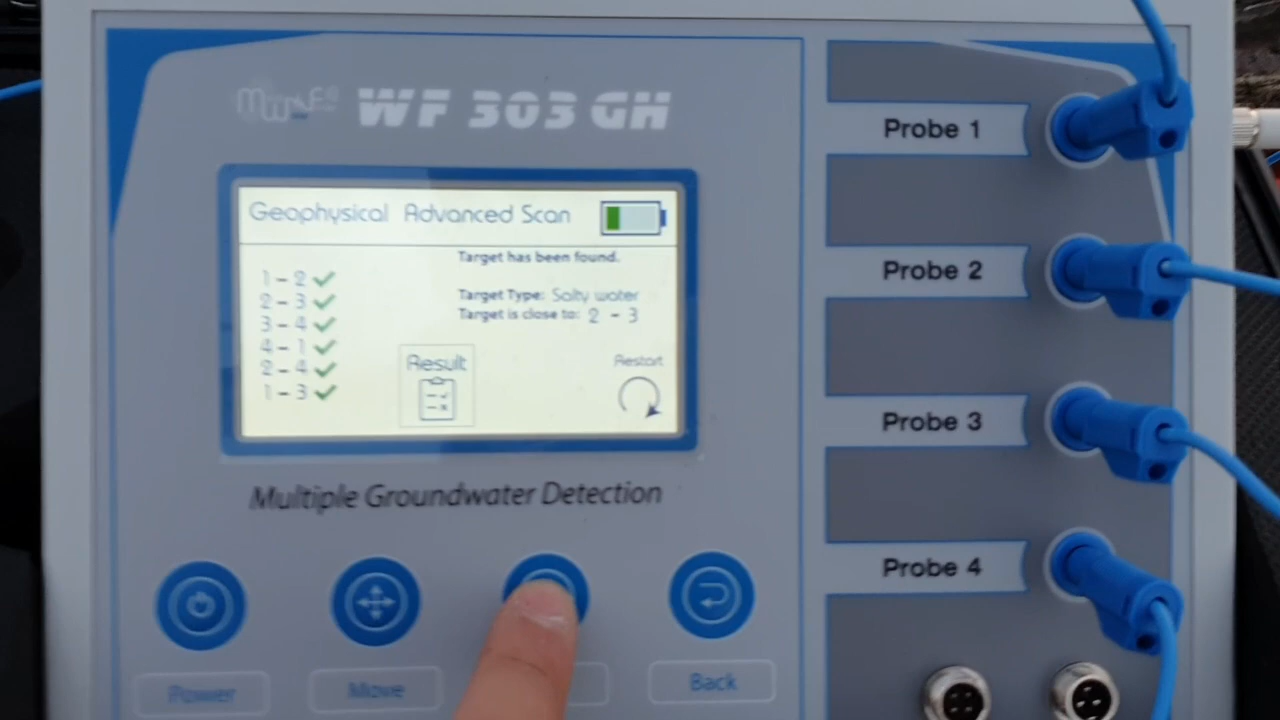 MWF
WF 303 GH
Geophysical Advanced Scan
Target has been found.
1 - 2
2 - 3
3 - 4
4 - 1
2 - 4
1 - 3
Target Type: Salty water
Target is close to: 2 - 3
Result
Restart
Multiple Groundwater Detection
Power
Move
Back
Probe 1
Probe 2
Probe 3
Probe 4